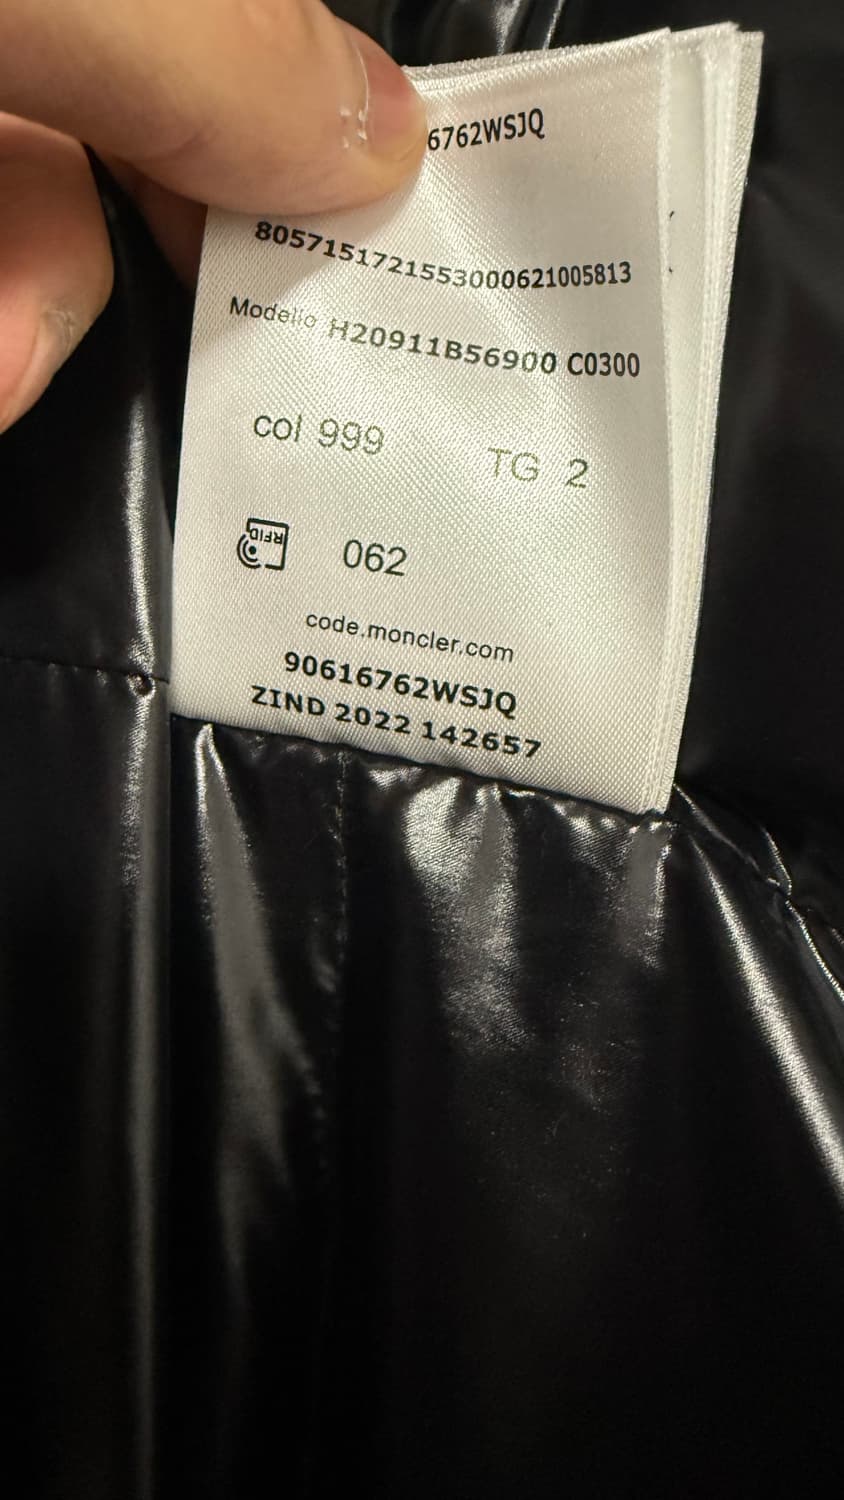 6762WSJQ
8057151721553000621005813
Modello H20911B56900 C0300
col 999 TG 2
RFID 062
code.moncler.com
90616762WSJQ
ZIND 2022 142657